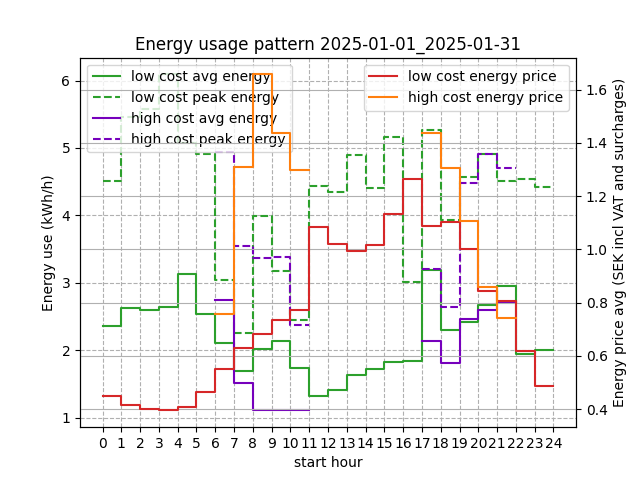 Energy usage pattern 2025-01-01_2025-01-31
low cost avg energy
low cost peak energy
high cost avg energy
high cost peak energy
low cost energy price
high cost energy price
Energy use (kWh/h)
6
5
4
3
2
1
1.6
1.4
1.2
1.0
0.8
0.6
0.4
Energy price avg (SEK incl VAT and surcharges)
0 1 2 3 4 5 6 7 8 9 10 11 12 13 14 15 16 17 18 19 20 21 22 23 24
start hour